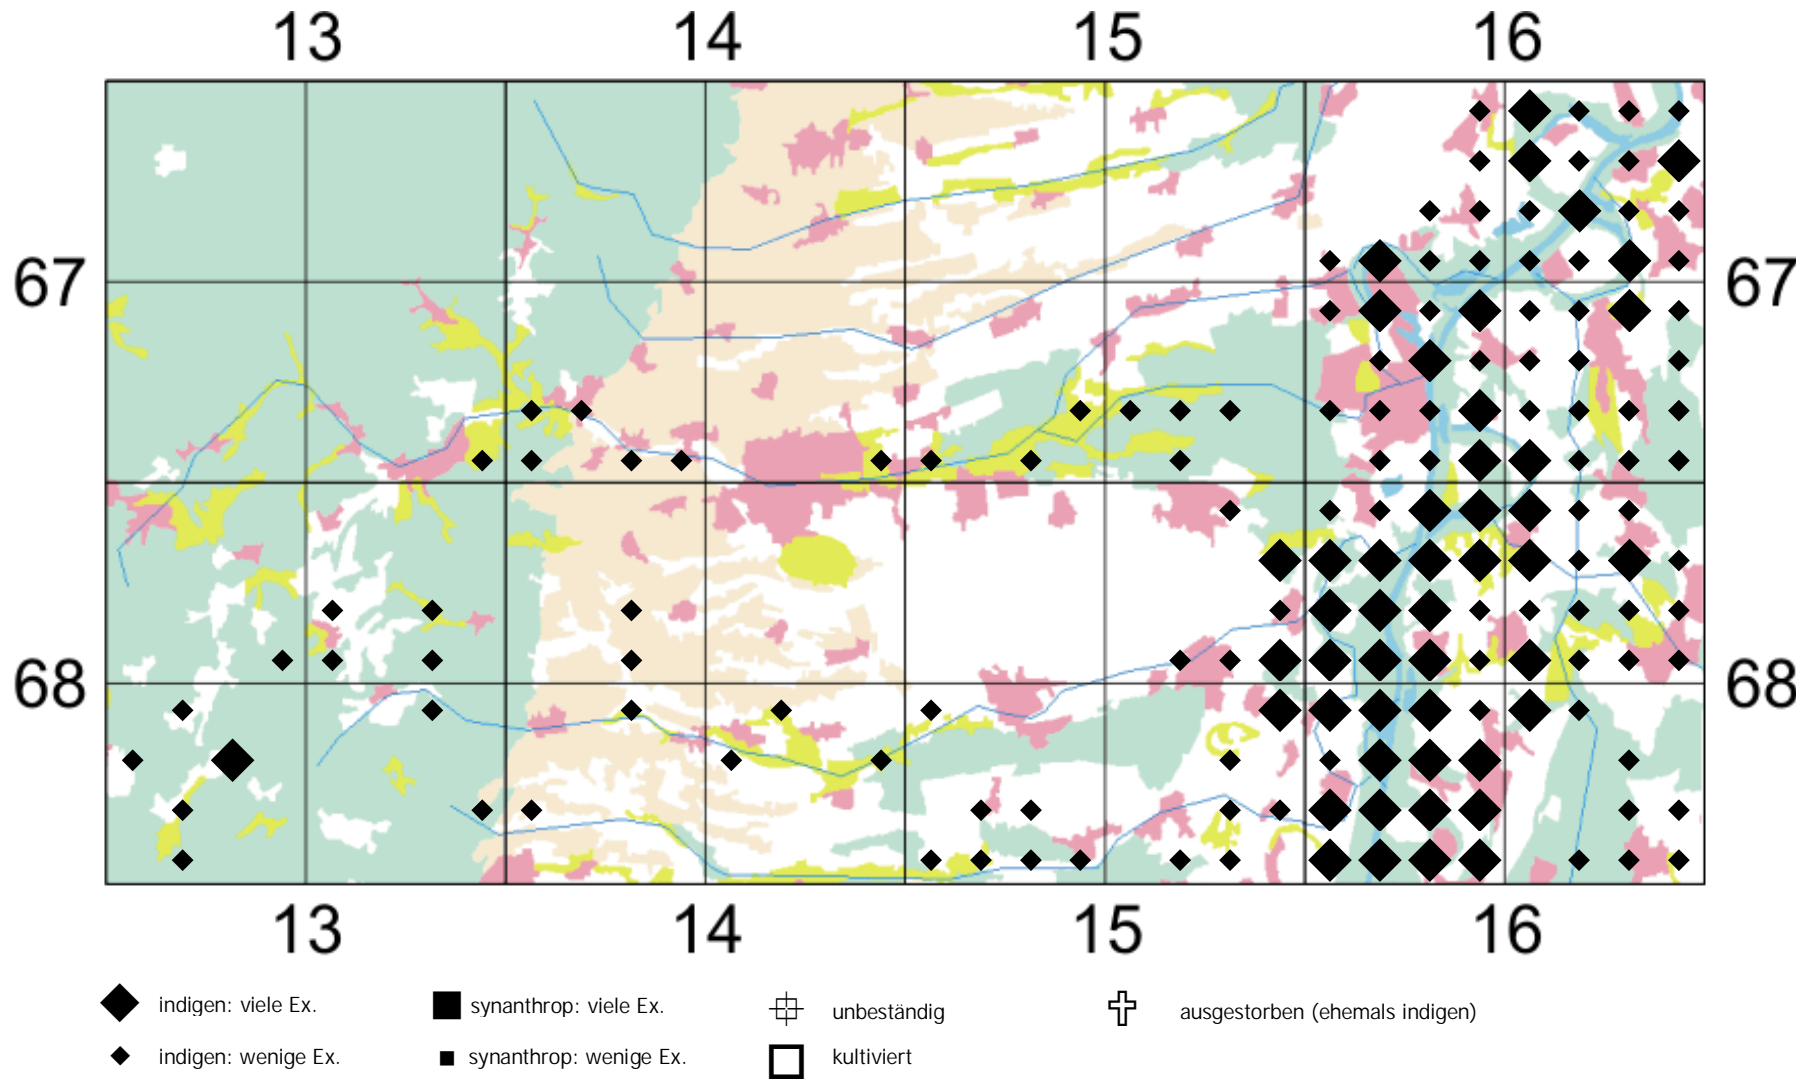 13 14 15 16
67 67
68 68
13 14 15 16
indigen: viele Ex. synanthrop: viele Ex. unbeständig ausgestorben (ehemals indigen)
indigen: wenige Ex. synanthrop: wenige Ex. kultiviert